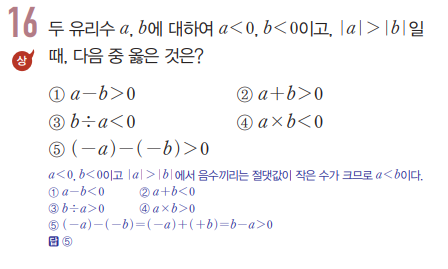 16 두 유리수 a, b에 대하여 a<0, b<0이고, |a|>|b|일
상 때, 다음 중 옳은 것은?
① a-b>0 ② a+b>0
③ b÷a<0 ④ a×b<0
⑤ (-a)-(-b)>0
a<0, b<0이고 |a|>|b|에서 음수끼리는 절댓값이 작은 수가 크므로 a<b이다.
① a-b<0 ② a+b<0
③ b÷a>0 ④ a×b>0
⑤ (-a)-(-b)=(-a)+(+b)=b-a>0
답 ⑤